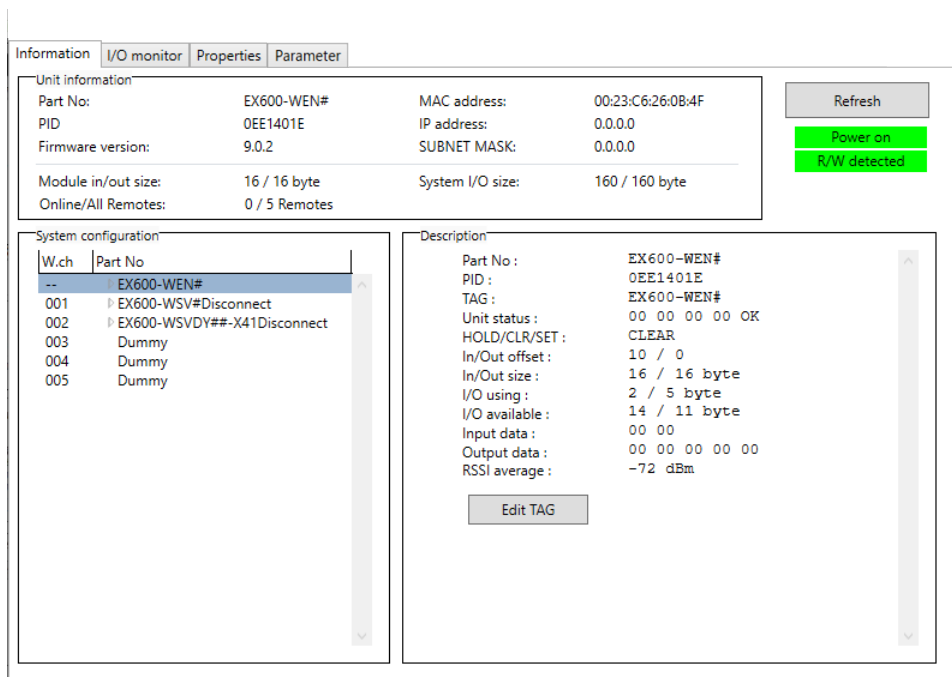 Information I/O monitor Properties Parameter
Unit information
Part No: EX600-WEN# MAC address: 00:23:C6:26:0B:4F Refresh
PID 0EE1401E IP address: 0.0.0.0 Power on
Firmware version: 9.0.2 SUBNET MASK: 0.0.0.0 R/W detected
Module in/out size: 16 / 16 byte System I/O size: 160 / 160 byte
Online/All Remotes: 0 / 5 Remotes
System configuration
W.ch Part No
-- EX600-WEN#
001 EX600-WSV#Disconnect
002 EX600-WSVDY##-X41Disconnect
003 Dummy
004 Dummy
005 Dummy
Description
Part No : EX600-WEN#
PID : 0EE1401E
TAG : EX600-WEN#
Unit status : 00 00 00 00 OK
HOLD/CLR/SET : CLEAR
In/Out offset : 10 / 0
In/Out size : 16 / 16 byte
I/O using : 2 / 5 byte
I/O available : 14 / 11 byte
Input data : 00 00
Output data : 00 00 00 00 00
RSSI average : -72 dBm
Edit TAG